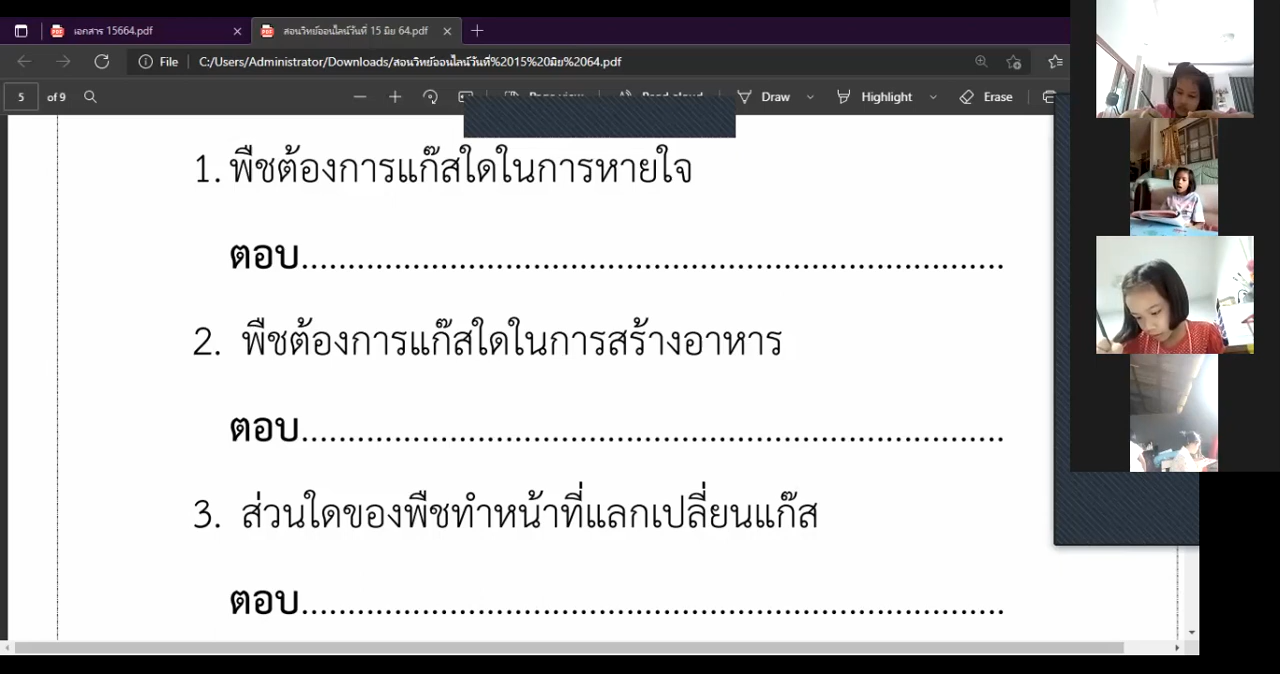 เอกสาร 15664.pdf
สอนวิทย์ออนไลน์วันที่ 15 มิย 64.pdf
File
C:/Users/Administrator/Downloads/สอนวิทย์ออนไลน์วันที่%2015%20มิย%2064.pdf
5 of 9
Page view
Read aloud
Draw
Highlight
Erase
1. พืชต้องการแก๊สใดในการหายใจ
ตอบ............................................................................
2. พืชต้องการแก๊สใดในการสร้างอาหาร
ตอบ............................................................................
3. ส่วนใดของพืชทำหน้าที่แลกเปลี่ยนแก๊ส
ตอบ............................................................................